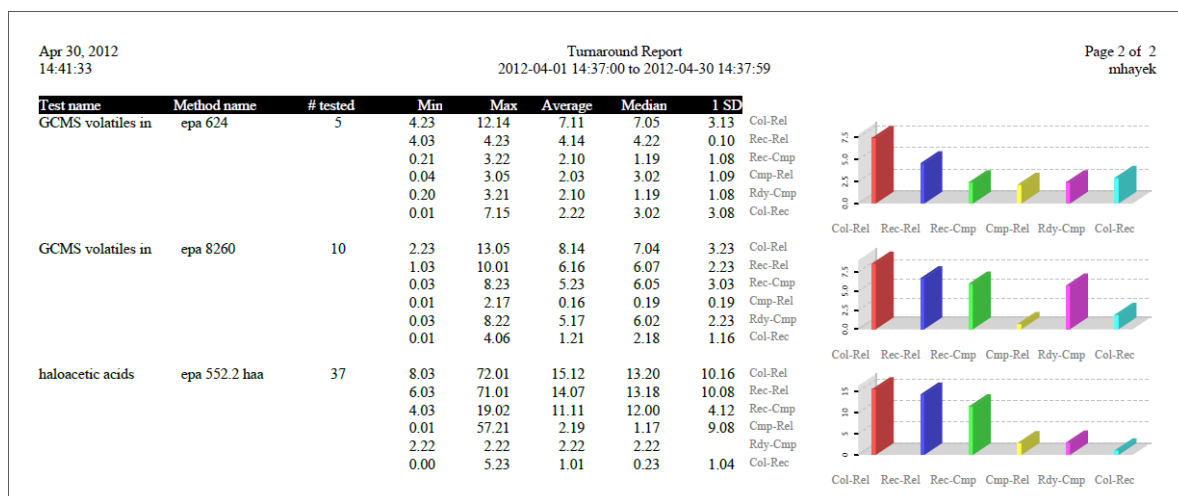 Apr 30, 2012 Turnaround Report Page 2 of 2
14:41:33 2012-04-01 14:37:00 to 2012-04-30 14:37:59 mhayek
Test name Method name # tested Min Max Average Median 1 SD
GCMS volatiles in epa 624 5 4.23 12.14 7.11 7.05 3.13 Col-Rel
4.03 4.23 4.14 4.22 0.10 Rec-Rel
0.21 3.22 2.10 1.19 1.08 Rec-Cmp
0.04 3.05 2.03 3.02 1.09 Cmp-Rel
0.20 3.21 2.10 1.19 1.08 Rdy-Cmp
0.01 7.15 2.22 3.02 3.08 Col-Rec
7.5
5.0
2.5
0.0
Col-Rel Rec-Rel Rec-Cmp Cmp-Rel Rdy-Cmp Col-Rec
GCMS volatiles in epa 8260 10 2.23 13.05 8.14 7.04 3.23 Col-Rel
1.03 10.01 6.16 6.07 2.23 Rec-Rel
0.03 8.23 5.23 6.05 3.03 Rec-Cmp
0.01 2.17 0.16 0.19 0.19 Cmp-Rel
0.03 8.22 5.17 6.02 2.23 Rdy-Cmp
0.01 4.06 1.21 2.18 1.16 Col-Rec
7.5
5.0
2.5
0.0
Col-Rel Rec-Rel Rec-Cmp Cmp-Rel Rdy-Cmp Col-Rec
haloacetic acids epa 552.2 haa 37 8.03 72.01 15.12 13.20 10.16 Col-Rel
6.03 71.01 14.07 13.18 10.08 Rec-Rel
4.03 19.02 11.11 12.00 4.12 Rec-Cmp
0.01 57.21 2.19 1.17 9.08 Cmp-Rel
2.22 2.22 2.22 2.22 Rdy-Cmp
0.00 5.23 1.01 0.23 1.04 Col-Rec
15
10
5
0
Col-Rel Rec-Rel Rec-Cmp Cmp-Rel Rdy-Cmp Col-Rec